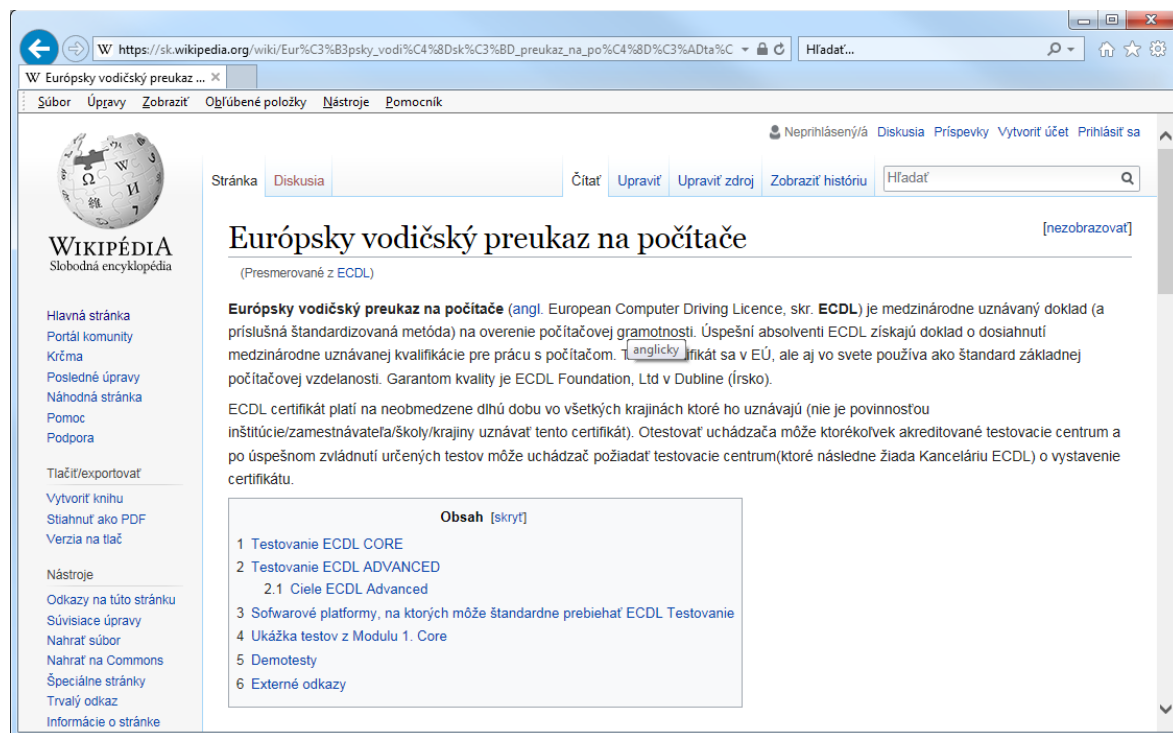 W https://sk.wikipedia.org/wiki/Eur%C3%B3psky_vodi%C4%8Dsk%C3%BD_preukaz_na_po%C4%8D%C3%ADta%C
Hľadať...
W Európsky vodičský preukaz ...
Súbor Úpravy Zobraziť Obľúbené položky Nástroje Pomocník
Neprihlásený/á Diskusia Príspevky Vytvoriť účet Prihlásiť sa
Stránka Diskusia Čítať Upraviť Upraviť zdroj Zobraziť históriu Hľadať
WIKIPÉDIA
Slobodná encyklopédia
Hlavná stránka
Portál komunity
Krčma
Posledné úpravy
Náhodná stránka
Pomoc
Podpora
Tlačiť/exportovať
Vytvoriť knihu
Stiahnuť ako PDF
Verzia na tlač
Nástroje
Odkazy na túto stránku
Súvisiace úpravy
Nahrať súbor
Nahrať na Commons
Špeciálne stránky
Trvalý odkaz
Informácie o stránke
Európsky vodičský preukaz na počítače
[nezobrazovať]
(Presmerované z ECDL)
Európsky vodičský preukaz na počítače (angl. European Computer Driving Licence, skr. ECDL) je medzinárodne uznávaný doklad (a
príslušná štandardizovaná metóda) na overenie počítačovej gramotnosti. Úspešní absolventi ECDL získajú doklad o dosiahnutí
medzinárodne uznávanej kvalifikácie pre prácu s počítačom. sa v EÚ, ale aj vo svete používa ako štandard základnej
anglicky
počítačovej vzdelanosti. Garantom kvality je ECDL Foundation, Ltd v Dubline (Írsko).
ECDL certifikát platí na neobmedzene dlhú dobu vo všetkých krajinách ktoré ho uznávajú (nie je povinnosťou
inštitúcie/zamestnávateľa/školy/krajiny uznávať tento certifikát). Otestovať uchádzača môže ktorékoľvek akreditované testovacie centrum a
po úspešnom zvládnutí určených testov môže uchádzač požiadať testovacie centrum(ktoré následne žiada Kanceláriu ECDL) o vystavenie
certifikátu.
Obsah [skryť]
1 Testovanie ECDL CORE
2 Testovanie ECDL ADVANCED
2.1 Ciele ECDL Advanced
3 Sofwarové platformy, na ktorých môže štandardne prebiehať ECDL Testovanie
4 Ukážka testov z Modulu 1. Core
5 Demotesty
6 Externé odkazy